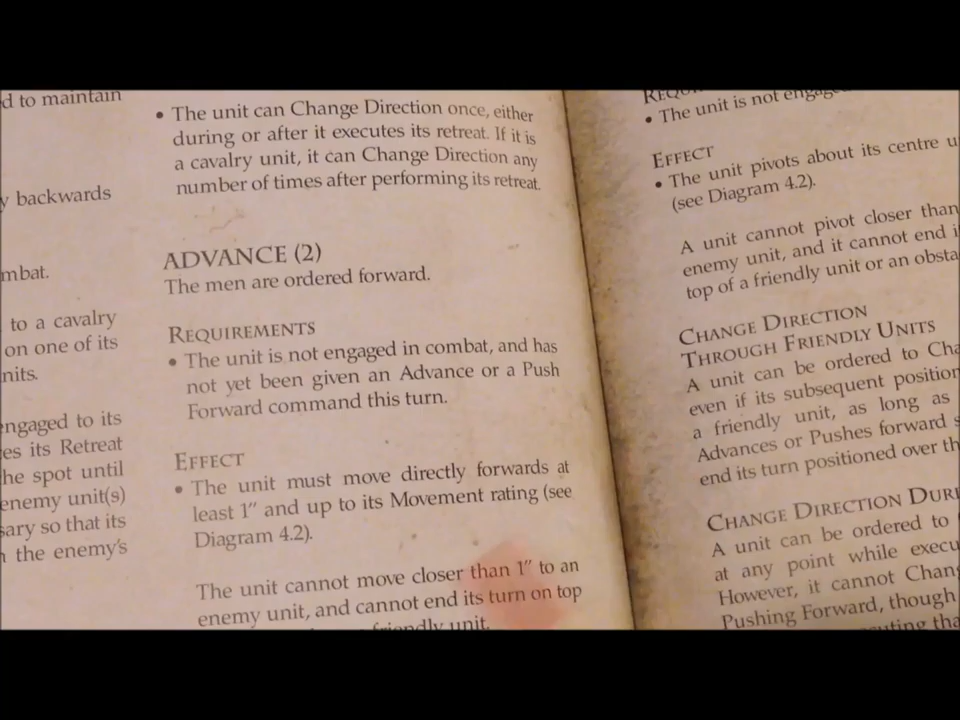 d to maintain
y backwards
mbat.
to a cavalry
on one of its
nits.
engaged to its
es its Retreat
he spot until
enemy unit(s)
sary so that its
the enemy's
• The unit can Change Direction once, either
during or after it executes its retreat. If it is
a cavalry unit, it can Change Direction any
number of times after performing its retreat.
ADVANCE (2)
The men are ordered forward.
REQUIREMENTS
• The unit is not engaged in combat, and has
not yet been given an Advance or a Push
Forward command this turn.
EFFECT
• The unit must move directly forwards at
least 1" and up to its Movement rating (see
Diagram 4.2).
The unit cannot move closer than 1" to an
enemy unit, and cannot end its turn on top
friendly unit.
• The unit is not engage
EFFECT
• The unit pivots about its centre u
(see Diagram 4.2).
A unit cannot pivot closer than
enemy unit, and it cannot end i
top of a friendly unit or an obsta
CHANGE DIRECTION
THROUGH FRIENDLY UNITS
A unit can be ordered to Cha
even if its subsequent position
a friendly unit, as long as
Advances or Pushes forward s
end its turn positioned over th
CHANGE DIRECTION DURI
A unit can be ordered to
at any point while execu
However, it cannot Chang
Pushing Forward, though
cuting tha